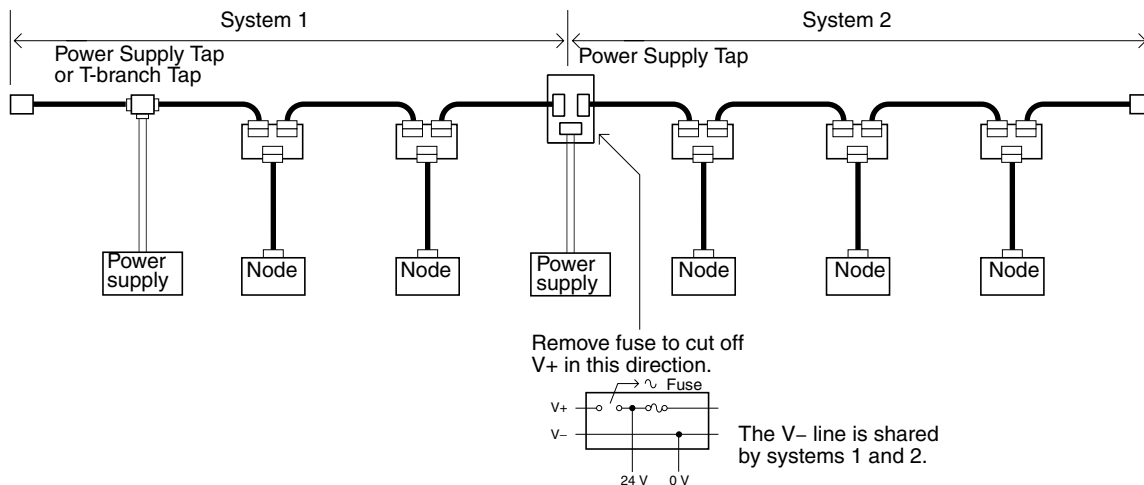 System 1
System 2
Power Supply Tap
or T-branch Tap
Power Supply Tap
Power
supply
Node
Node
Power
supply
Node
Node
Node
Remove fuse to cut off
V+ in this direction.
Fuse
V+
V−
The V− line is shared
by systems 1 and 2.
24 V
0 V